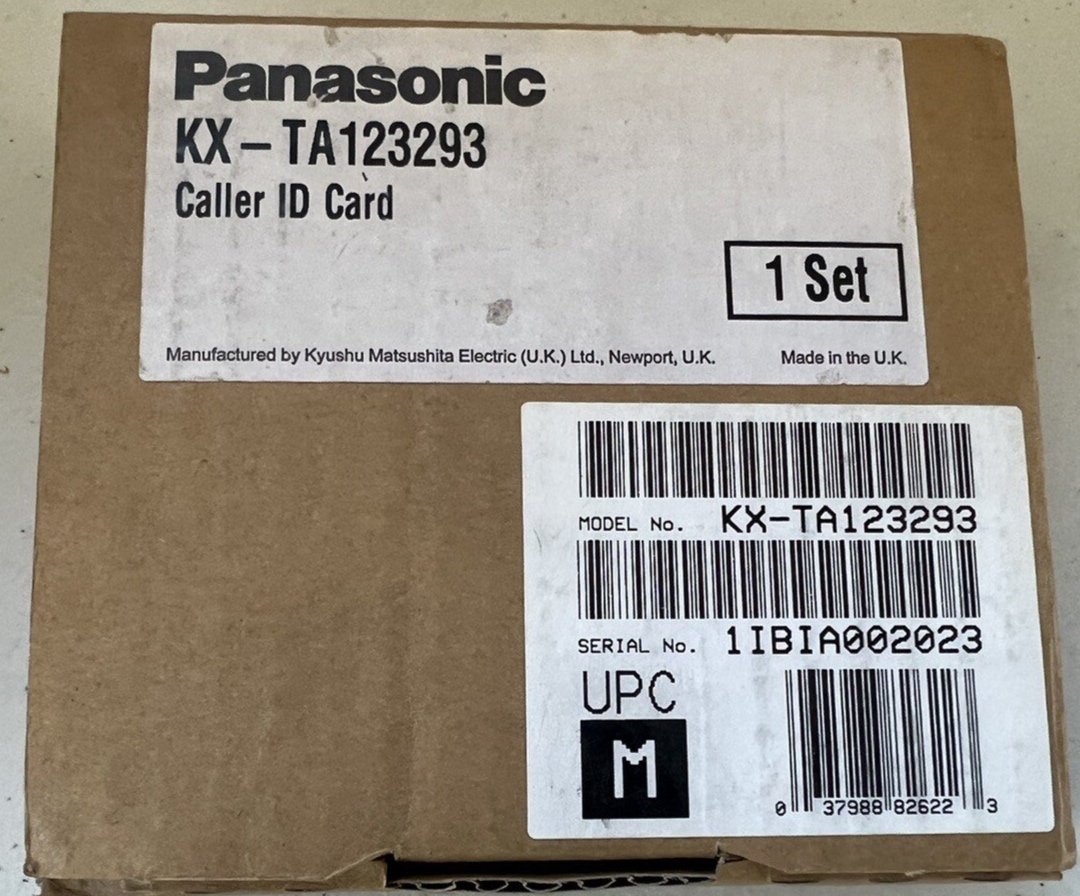 Panasonic
KX-TA123293
Caller ID Card
1 Set
Manufactured by Kyushu Matsushita Electric (U.K.) Ltd., Newport, U.K. Made in the U.K.
MODEL No. KX-TA123293
SERIAL No. 1IBIA002023
UPC
M
0 37988 82622 3